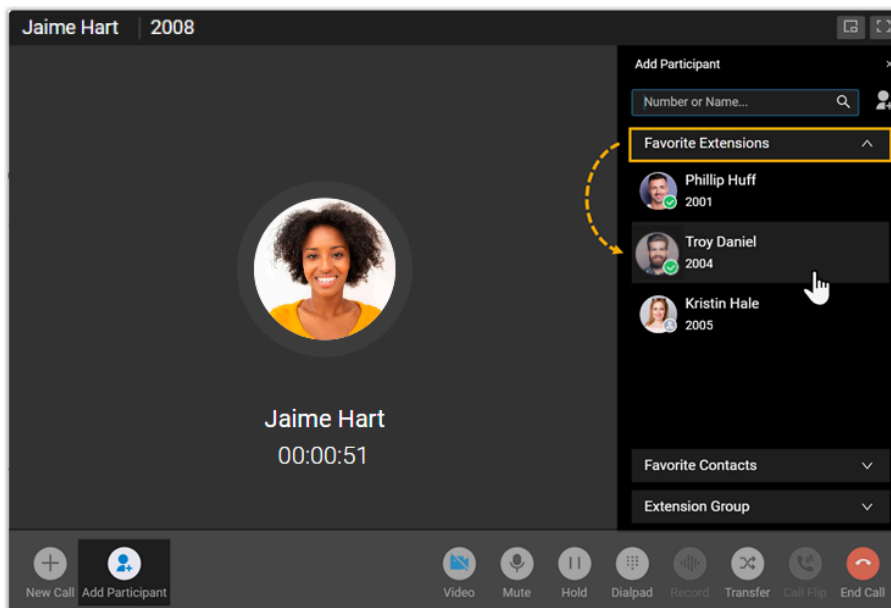 Jaime Hart 2008
Add Participant
Number or Name...
Favorite Extensions
Phillip Huff
2001
Troy Daniel
2004
Kristin Hale
2005
Jaime Hart
00:00:51
Favorite Contacts
Extension Group
New Call Add Participant Video Mute Hold Dialpad Record Transfer Call Flip End Call